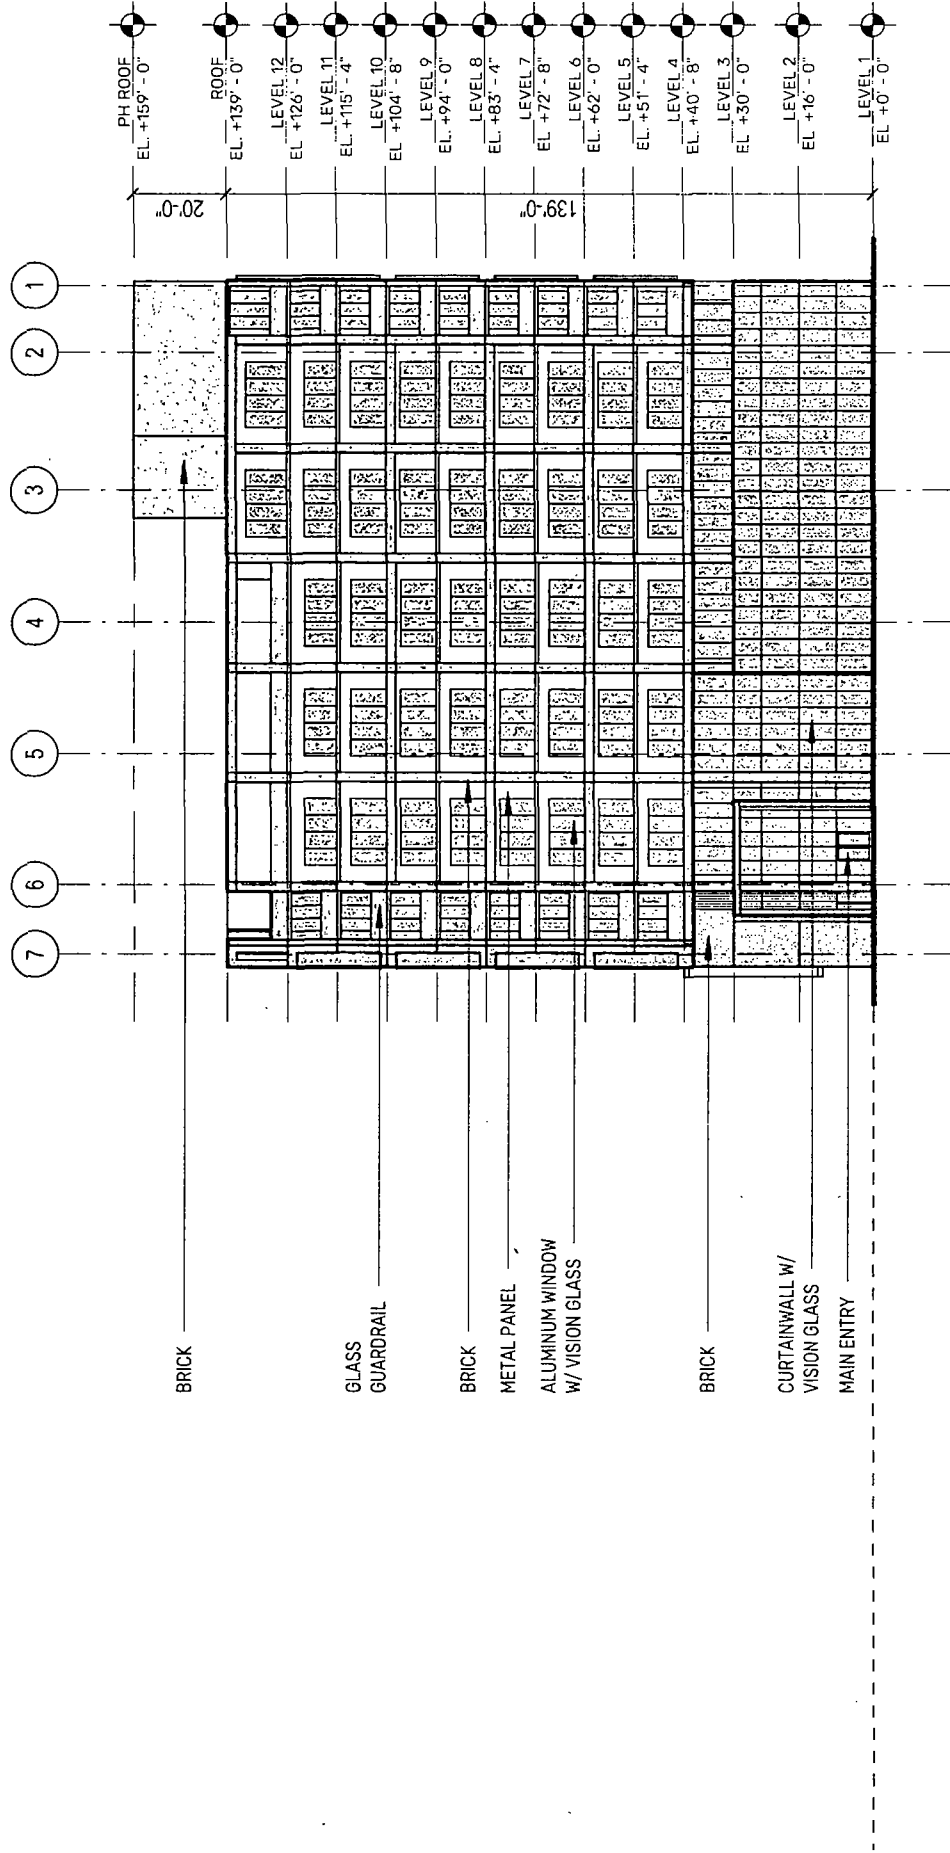 1
2
3
4
5
6
7
PH ROOF
EL. +159' - 0"
ROOF
EL. +139' - 0"
LEVEL 12
EL +126' - 0"
LEVEL 11
EL. +115' - 4"
LEVEL 10
EL +104' - 8"
LEVEL 9
EL. +94' - 0"
LEVEL 8
EL. +83' - 4"
LEVEL 7
EL. +72' - 8"
LEVEL 6
EL. +62' - 0"
LEVEL 5
EL. +51' - 4"
LEVEL 4
EL. +40' - 8"
LEVEL 3
EL. +30' - 0"
LEVEL 2
EL. +16' - 0"
LEVEL 1
EL +0' - 0"
20'-0"
139'-0"
BRICK
GLASS
GUARDRAIL
BRICK
METAL PANEL
ALUMINUM WINDOW
W/ VISION GLASS
BRICK
CURTAINWALL W/
VISION GLASS
MAIN ENTRY